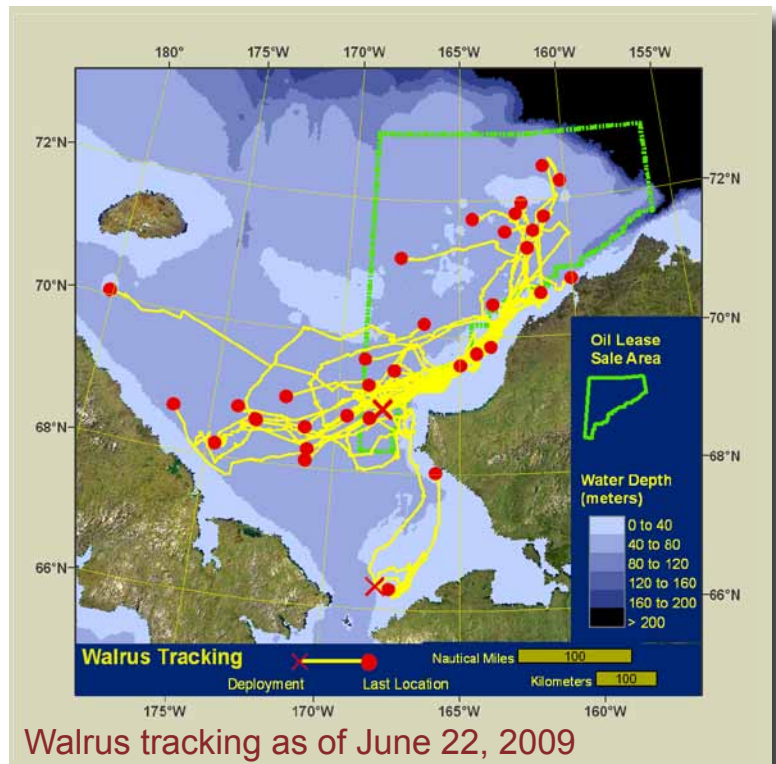 180° 175°W 170°W 165°W 160°W 155°W
72°N
72°N
70°N
70°N
68°N
68°N
66°N
66°N
Oil Lease
Sale Area
Water Depth
(meters)
0 to 40
40 to 80
80 to 120
120 to 160
160 to 200
> 200
Walrus Tracking
Deployment
Last Location
Nautical Miles 100
Kilometers 100
175°W 170°W 165°W 160°W
Walrus tracking as of June 22, 2009